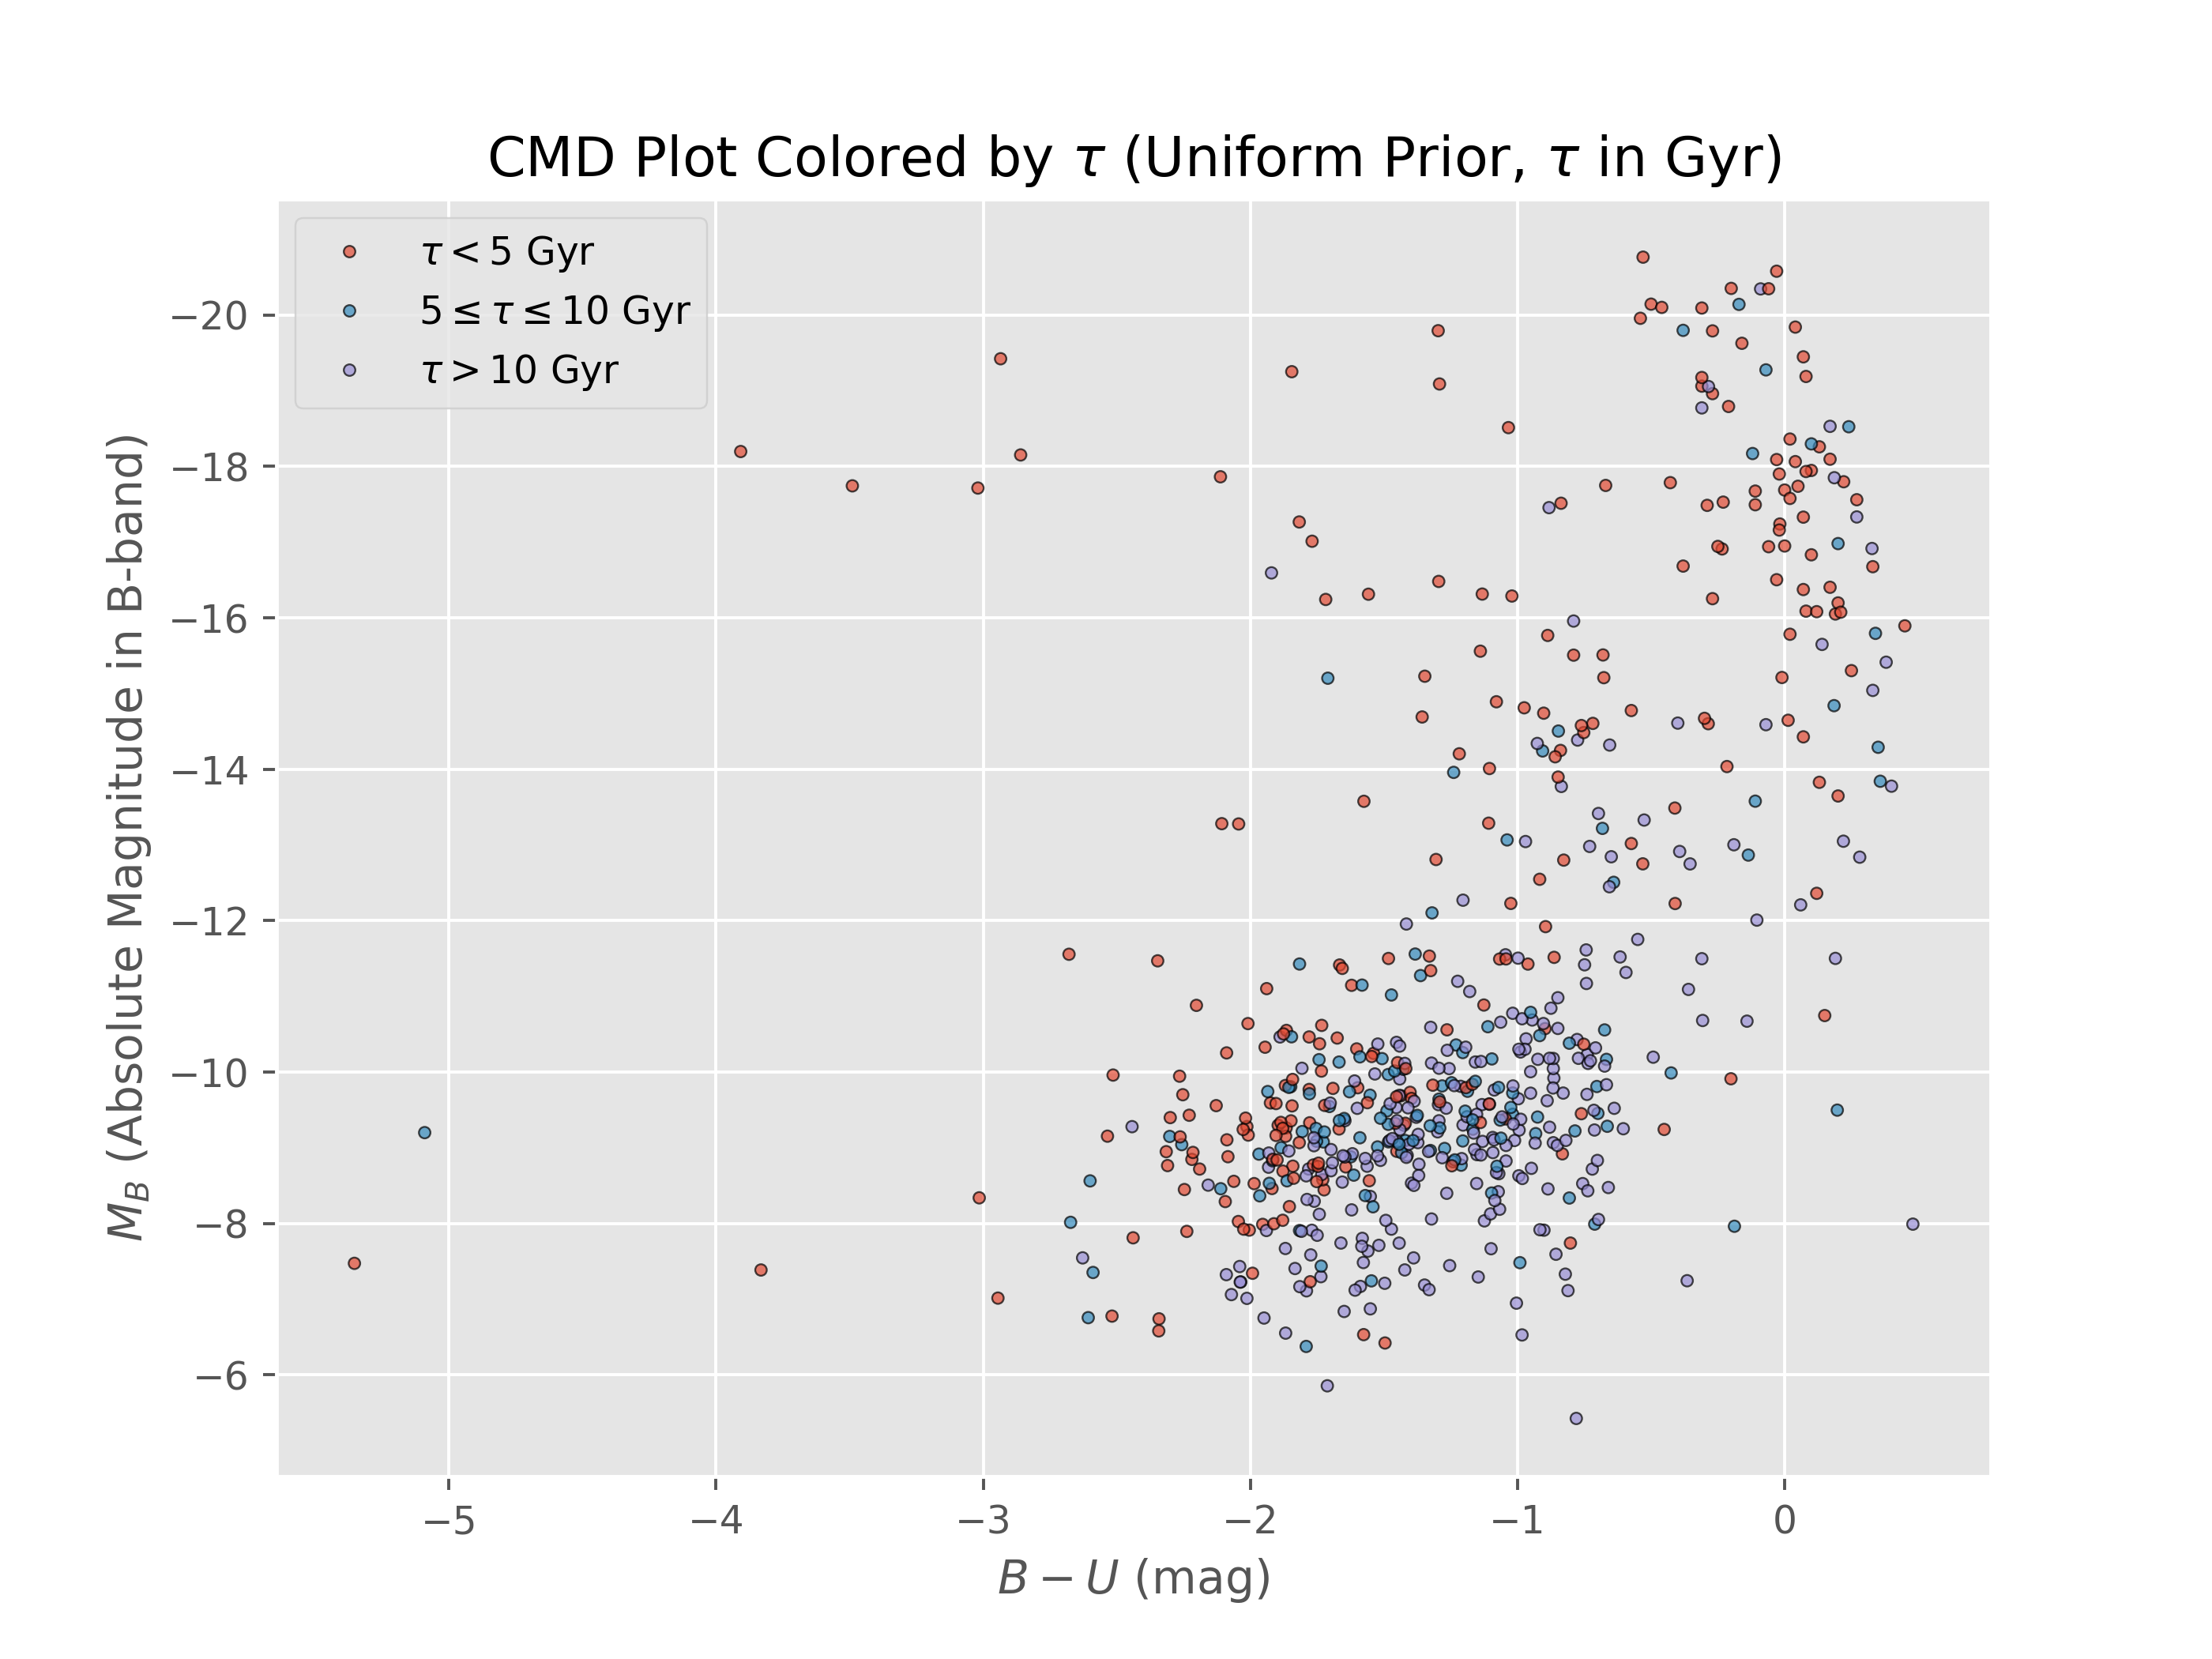 CMD Plot Colored by τ (Uniform Prior, τ in Gyr)
τ < 5 Gyr
5 ≤ τ ≤ 10 Gyr
τ > 10 Gyr
−20
−18
−16
−14
−12
−10
−8
−6
M_B (Absolute Magnitude in B-band)
−5 −4 −3 −2 −1 0
B − U (mag)